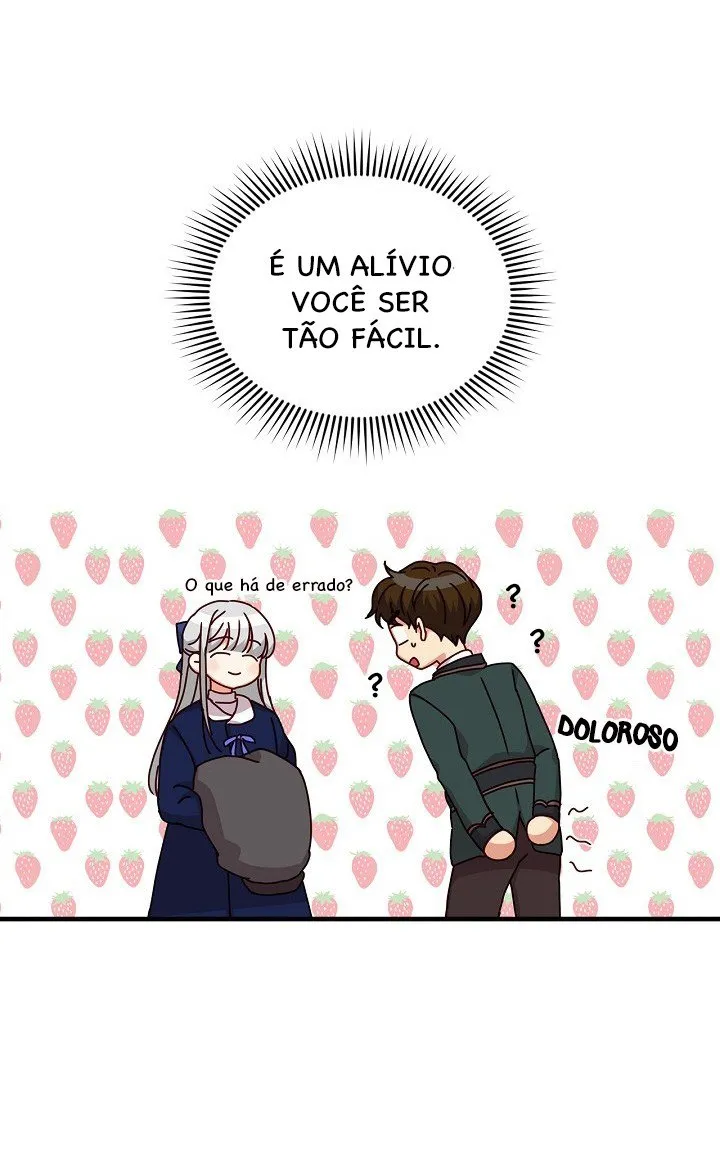 É UM ALÍVIO
VOCÊ SER
TÃO FÁCIL.
O que há de errado?
?
?
?
DOLOROSO